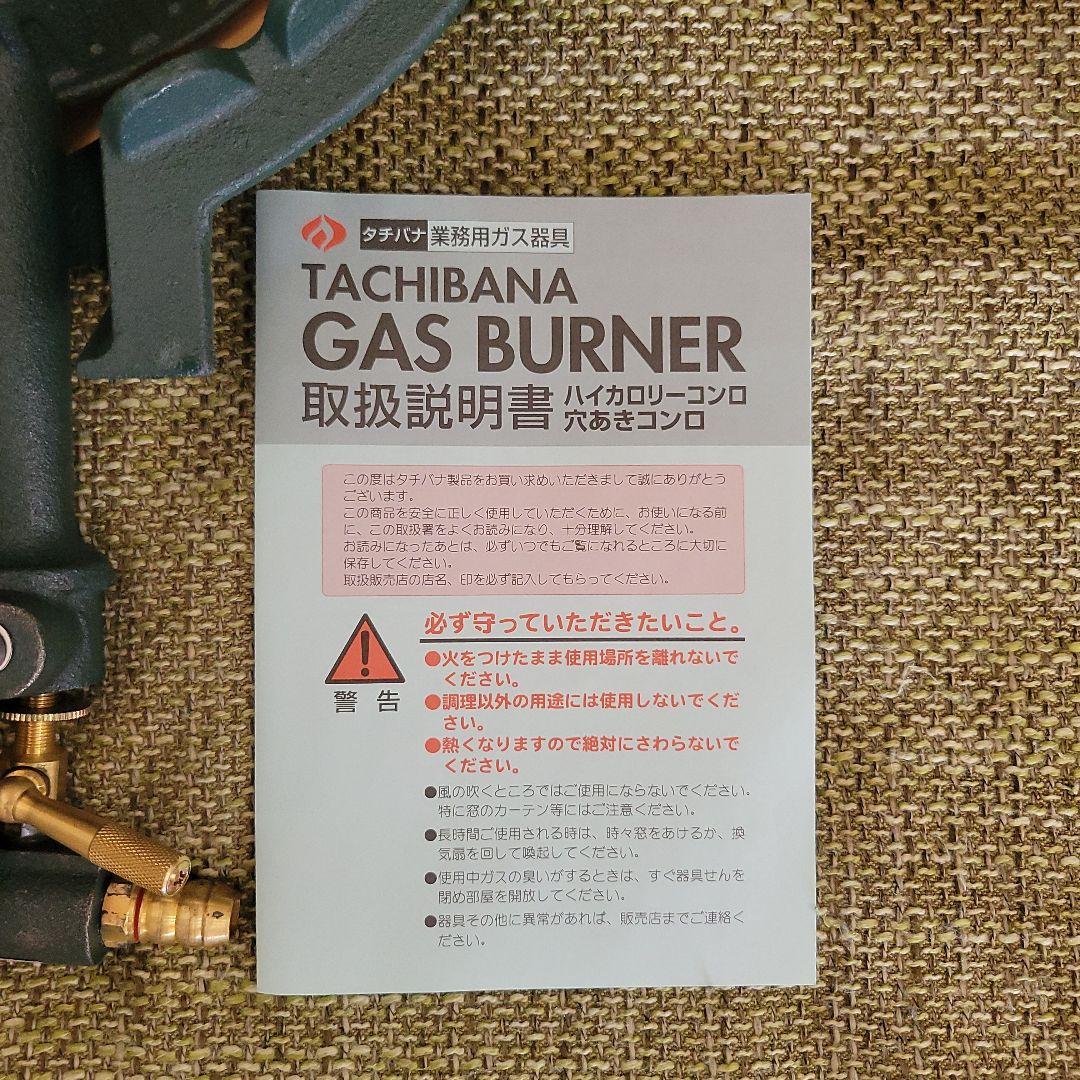 タチバナ 業務用ガス器具
TACHIBANA
GAS BURNER
取扱説明書 ハイカロリーコンロ
穴あきコンロ
この度はタチバナ製品をお買い求めいただきまして誠にありがとう
ございます。
この商品を安全に正しく使用していただくために、お使いになる前
に、この取扱署をよくお読みになり、十分理解してください。
お読みになったあとは、必ずいつでもご覧になれるところに大切に
保存してください。
取扱販売店の店名、印を必ず記入してもらってください。
必ず守っていただきたいこと。
警告
●火をつけたまま使用場所を離れないで
ください。
●調理以外の用途には使用しないでくだ
さい。
●熱くなりますので絶対にさわらないで
ください。
●風の吹くところではご使用にならないでください。
特に窓のカーテン等にはご注意ください。
●長時間ご使用される時は、時々窓をあけるか、換
気扇を回して喚起してください。
●使用中ガスの臭いがするときは、すぐ器具せんを
閉め部屋を開放してください。
●器具その他に異常があれば、販売店までご連絡く
ださい。